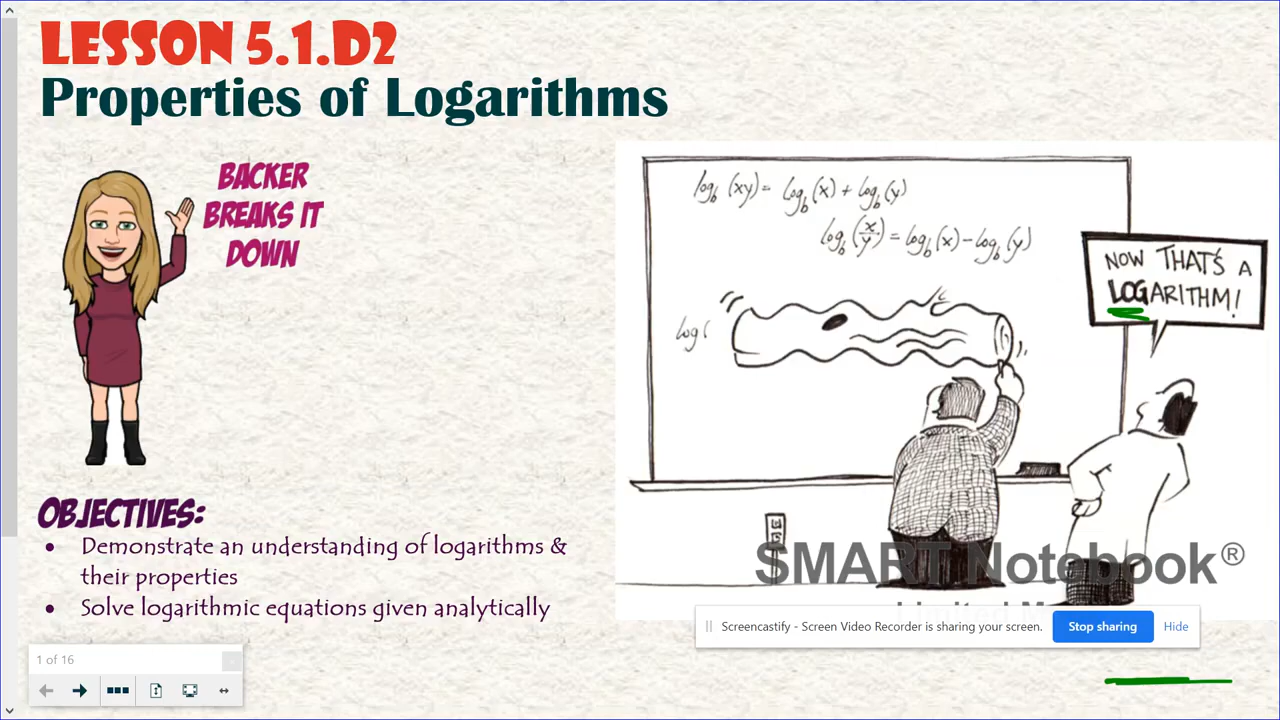 LESSON 5.1.D2
Properties of Logarithms
BACKER
BREAKS IT
DOWN
log_b (xy) = log_b (x) + log_b (y)
log_b (x/y) = log_b (x) - log_b (y)
NOW THAT'S A
LOGARITHM!
log(
OBJECTIVES:
• Demonstrate an understanding of logarithms &
their properties
• Solve logarithmic equations given analytically
SMART Notebook®
Screencastify - Screen Video Recorder is sharing your screen.
Stop sharing
Hide
1 of 16